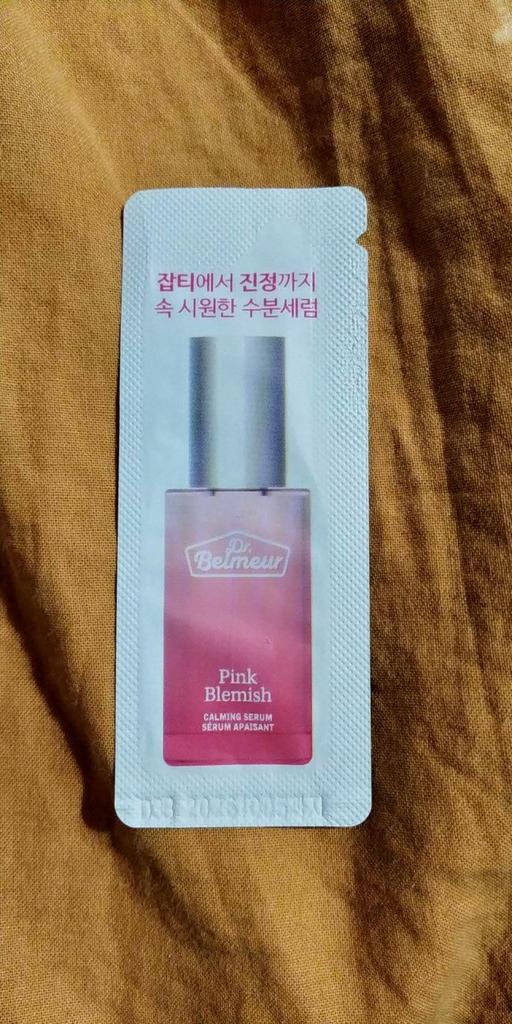 잡티에서 진정까지
속 시원한 수분세럼
Dr.
Belmeur
Pink
Blemish
CALMING SERUM
SÉRUM APAISANT